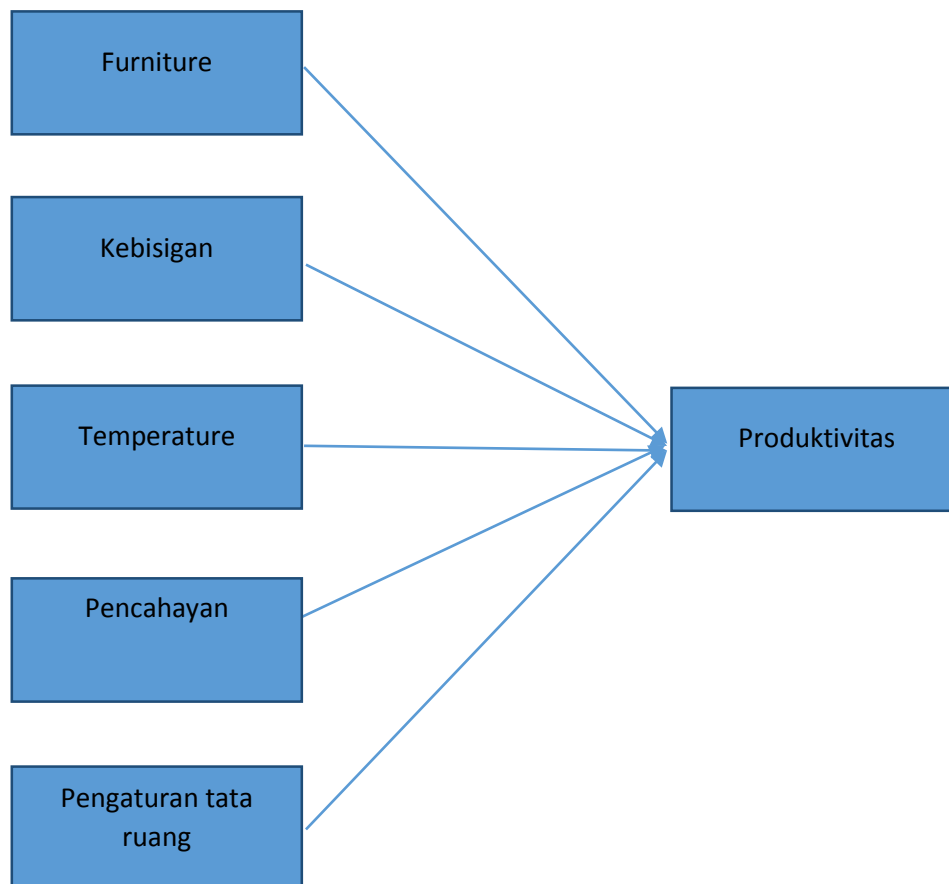 Furniture
Kebisigan
Temperature
Produktivitas
Pencahayan
Pengaturan tata
ruang